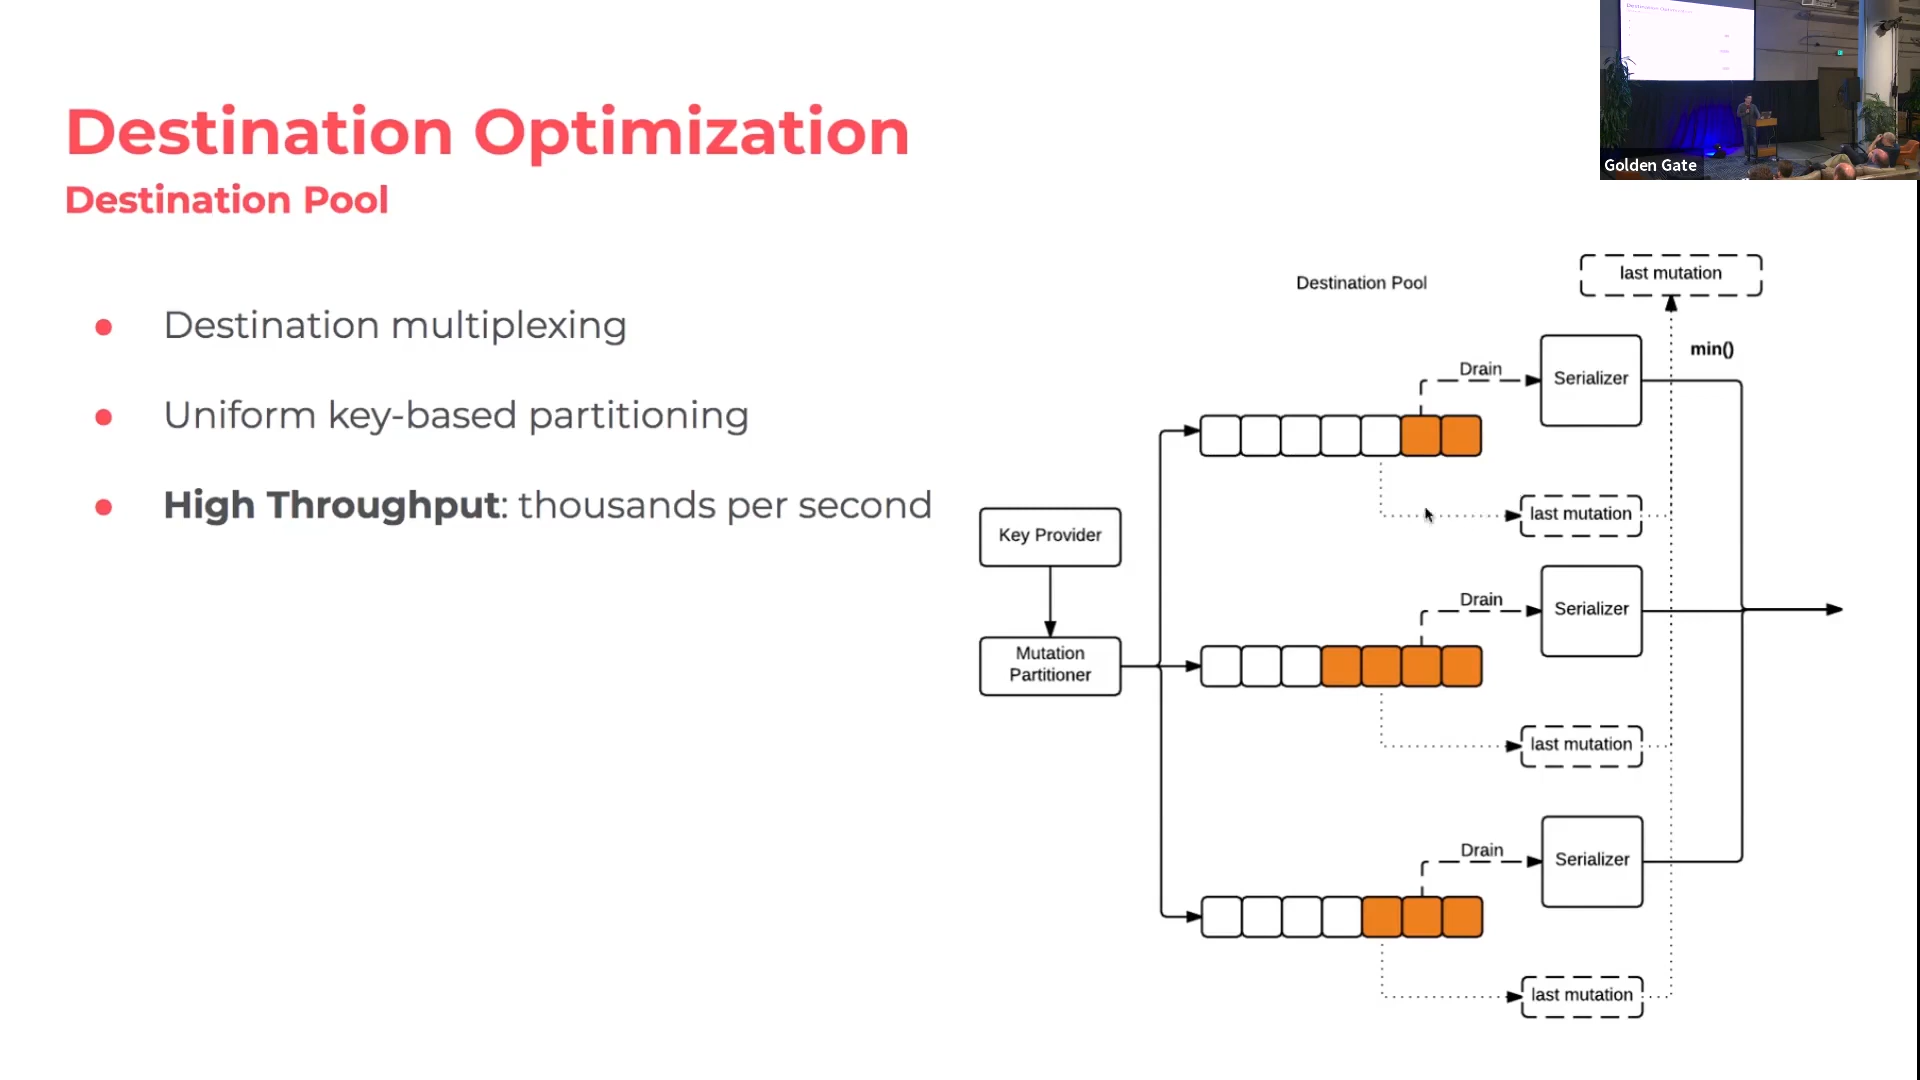 Destination Optimization
Destination Pool
Destination multiplexing
Uniform key-based partitioning
High Throughput: thousands per second
Golden Gate
Destination Pool
last mutation
min()
Drain
Serializer
last mutation
Key Provider
Mutation
Partitioner
Drain
Serializer
last mutation
Drain
Serializer
last mutation